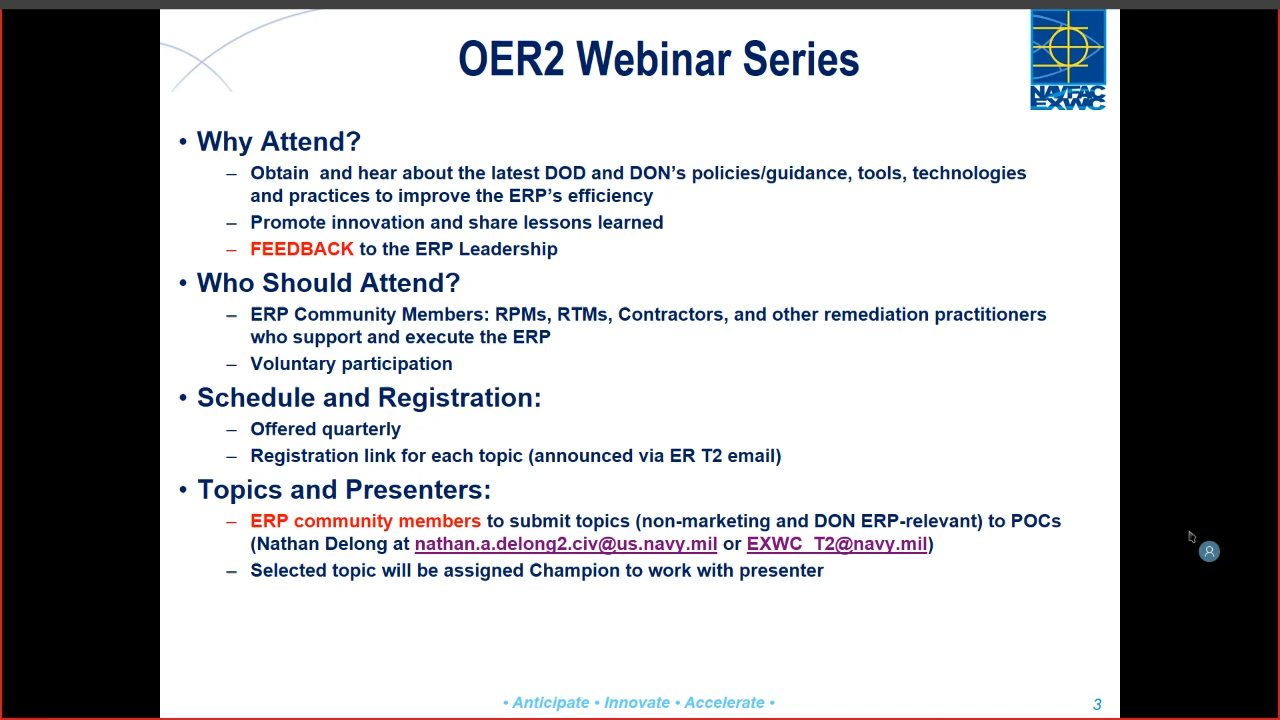 OER2 Webinar Series
NAVFAC
EXWC
• Why Attend?
– Obtain and hear about the latest DOD and DON's policies/guidance, tools, technologies
and practices to improve the ERP's efficiency
– Promote innovation and share lessons learned
– FEEDBACK to the ERP Leadership
• Who Should Attend?
– ERP Community Members: RPMs, RTMs, Contractors, and other remediation practitioners
who support and execute the ERP
– Voluntary participation
• Schedule and Registration:
– Offered quarterly
– Registration link for each topic (announced via ER T2 email)
• Topics and Presenters:
– ERP community members to submit topics (non-marketing and DON ERP-relevant) to POCs
(Nathan Delong at nathan.a.delong2.civ@us.navy.mil or EXWC_T2@navy.mil)
– Selected topic will be assigned Champion to work with presenter
• Anticipate • Innovate • Accelerate •
3